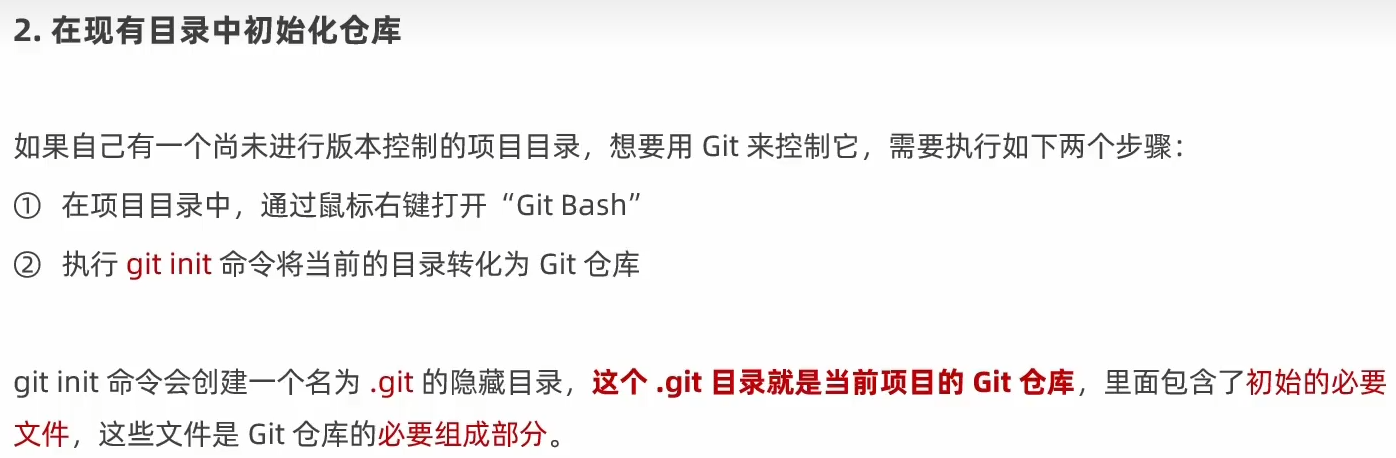 2. 在现有目录中初始化仓库
如果自己有一个尚未进行版本控制的项目目录，想要用 Git 来控制它，需要执行如下两个步骤：
① 在项目目录中，通过鼠标右键打开“Git Bash”
② 执行 git init 命令将当前的目录转化为 Git 仓库
git init 命令会创建一个名为 .git 的隐藏目录，这个 .git 目录就是当前项目的 Git 仓库，里面包含了初始的必要
文件，这些文件是 Git 仓库的必要组成部分。